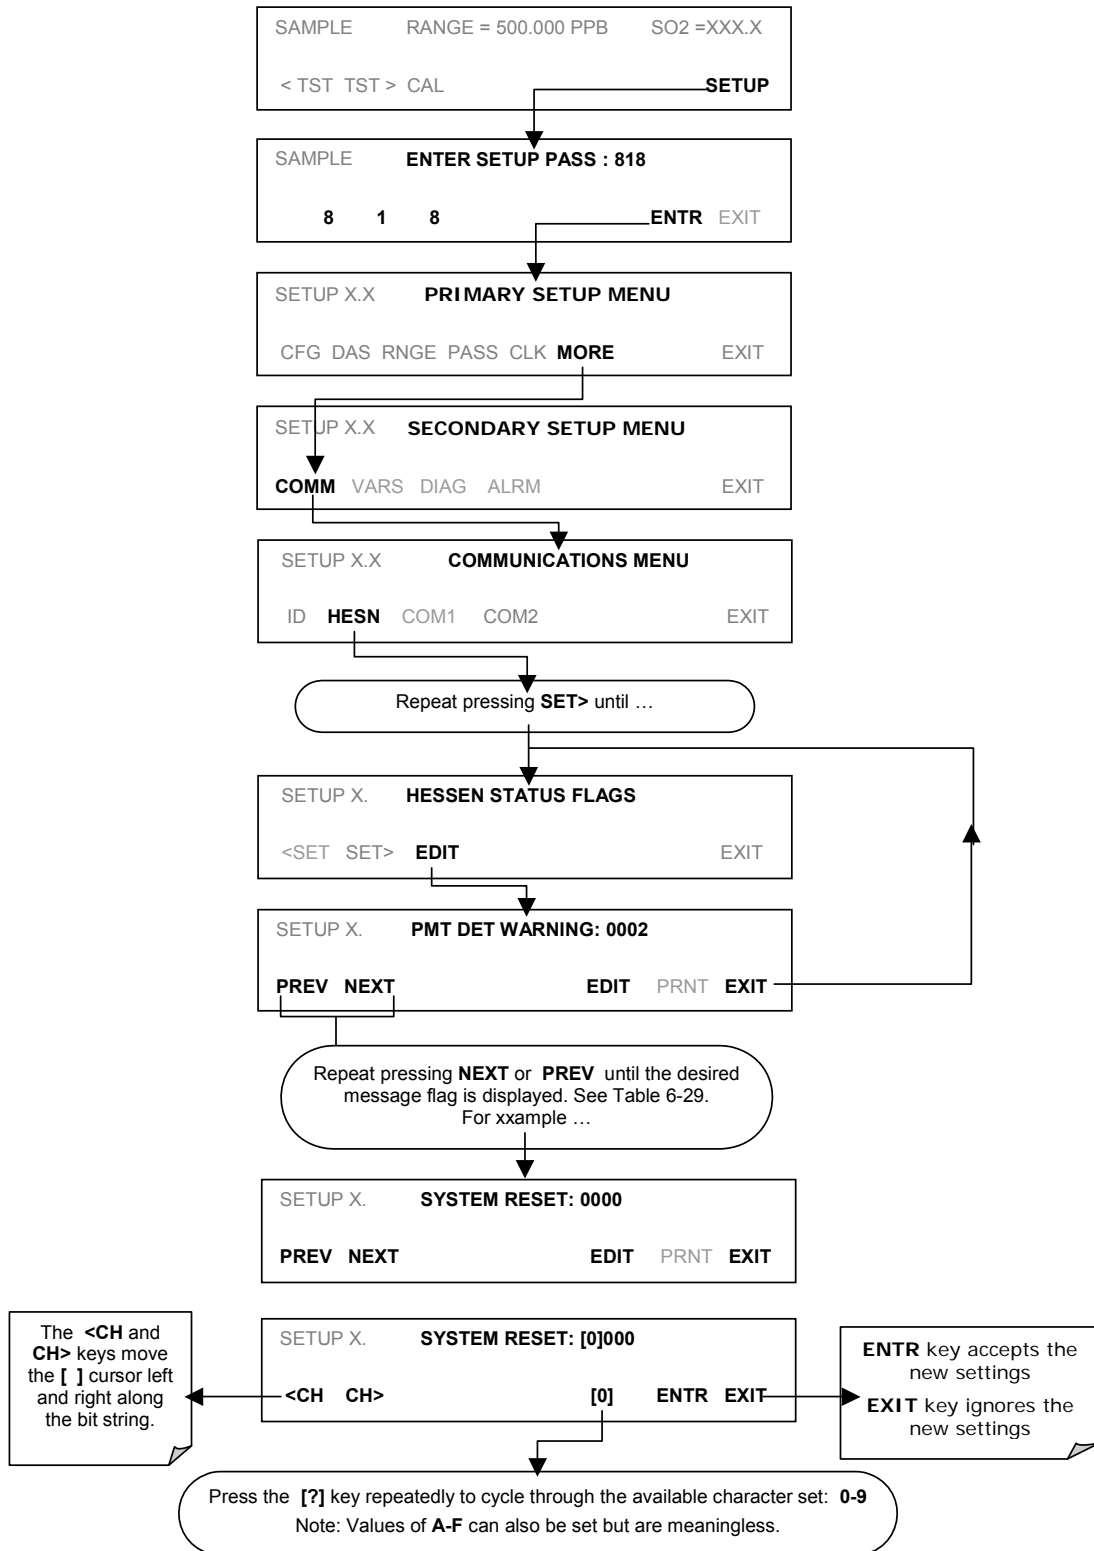 SAMPLE RANGE = 500.000 PPB SO2 =XXX.X
< TST TST > CAL SETUP
SAMPLE ENTER SETUP PASS : 818
8 1 8 ENTR EXIT
SETUP X.X PRIMARY SETUP MENU
CFG DAS RNGE PASS CLK MORE EXIT
SETUP X.X SECONDARY SETUP MENU
COMM VARS DIAG ALRM EXIT
SETUP X.X COMMUNICATIONS MENU
ID HESN COM1 COM2 EXIT
Repeat pressing SET> until …
SETUP X. HESSEN STATUS FLAGS
<SET SET> EDIT EXIT
SETUP X. PMT DET WARNING: 0002
PREV NEXT EDIT PRNT EXIT
Repeat pressing NEXT or PREV until the desired
message flag is displayed. See Table 6-29.
For xxample …
SETUP X. SYSTEM RESET: 0000
PREV NEXT EDIT PRNT EXIT
The <CH and
CH> keys move
the [ ] cursor left
and right along
the bit string.
SETUP X. SYSTEM RESET: [0]000
<CH CH> [0] ENTR EXIT
ENTR key accepts the
new settings
EXIT key ignores the
new settings
Press the [?] key repeatedly to cycle through the available character set: 0-9
Note: Values of A-F can also be set but are meaningless.